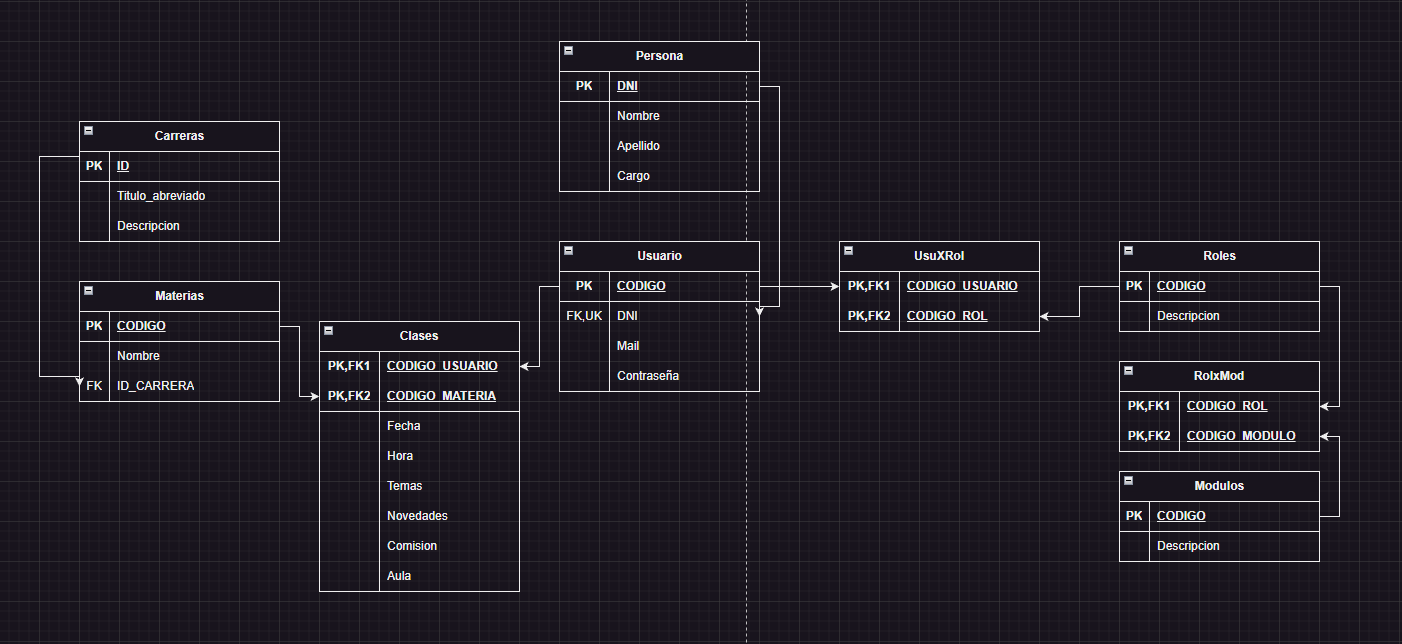 Persona
PK DNI
Nombre
Apellido
Cargo
Carreras
PK ID
Titulo_abreviado
Descripcion
Materias
PK CODIGO
Nombre
FK ID_CARRERA
Clases
PK,FK1 CODIGO_USUARIO
PK,FK2 CODIGO_MATERIA
Fecha
Hora
Temas
Novedades
Comision
Aula
Usuario
PK CODIGO
FK,UK DNI
Mail
Contraseña
UsuXRol
PK,FK1 CODIGO_USUARIO
PK,FK2 CODIGO_ROL
Roles
PK CODIGO
Descripcion
RolxMod
PK,FK1 CODIGO_ROL
PK,FK2 CODIGO_MODULO
Modulos
PK CODIGO
Descripcion